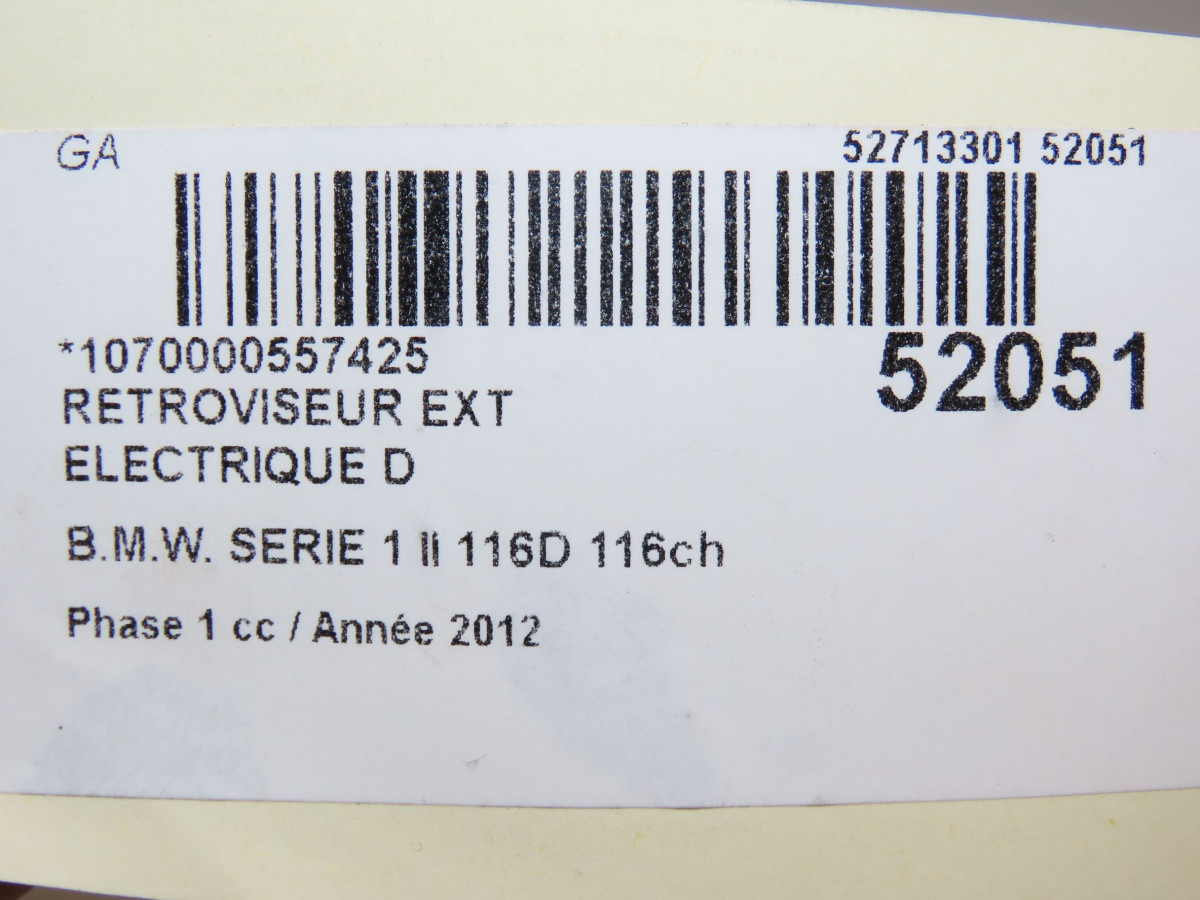 GA 52713301 52051
*1070000557425
52051
RETROVISEUR EXT
ELECTRIQUE D
B.M.W. SERIE 1 II 116D 116ch
Phase 1 cc / Année 2012